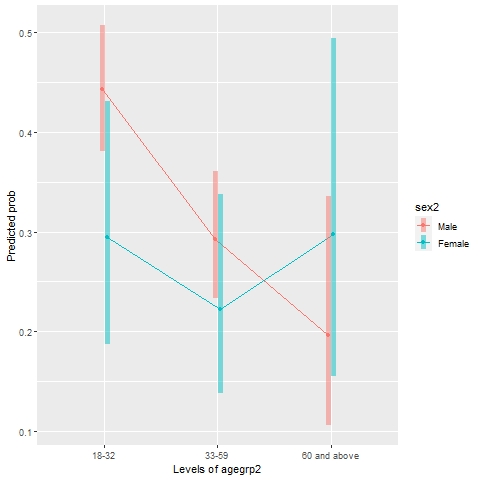 0.5
0.4
0.3
0.2
0.1
Predicted prob
18-32
33-59
60 and above
Levels of agegrp2
sex2
Male
Female